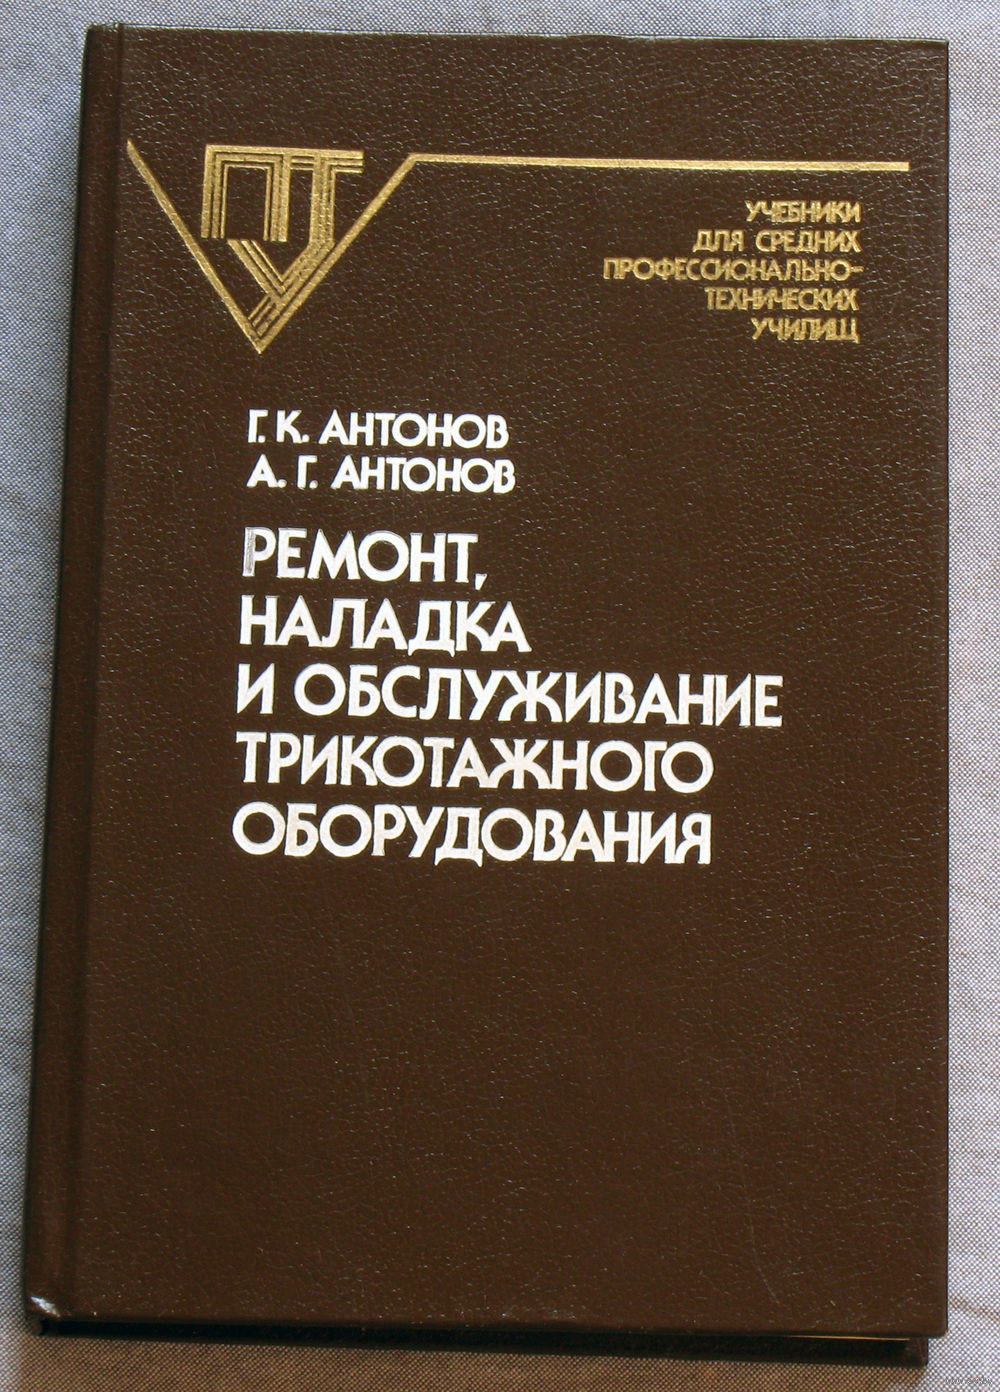 ПТУ
УЧЕБНИКИ
ДЛЯ СРЕДНИХ
ПРОФЕССИОНАЛЬНО-
ТЕХНИЧЕСКИХ
УЧИЛИЩ
Г. К. АНТОНОВ
А. Г. АНТОНОВ
РЕМОНТ,
НАЛАДКА
И ОБСЛУЖИВАНИЕ
ТРИКОТАЖНОГО
ОБОРУДОВАНИЯ